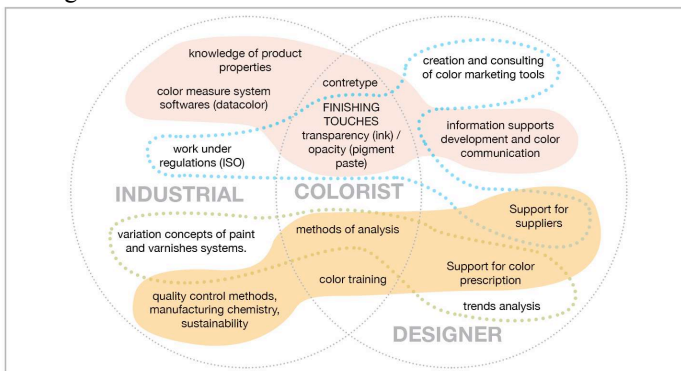 knowledge of product
properties
color measure system
softwares (datacolor)
contretype
FINISHING
TOUCHES
transparency (ink) /
opacity (pigment
paste)
creation and consulting
of color marketing tools
information supports
development and color
communication
work under
regulations (ISO)
INDUSTRIAL
COLORIST
variation concepts of paint
and varnishes systems.
methods of analysis
Support for
suppliers
quality control methods,
manufacturing chemistry,
sustainability
color training
Support for color
prescription
trends analysis
DESIGNER